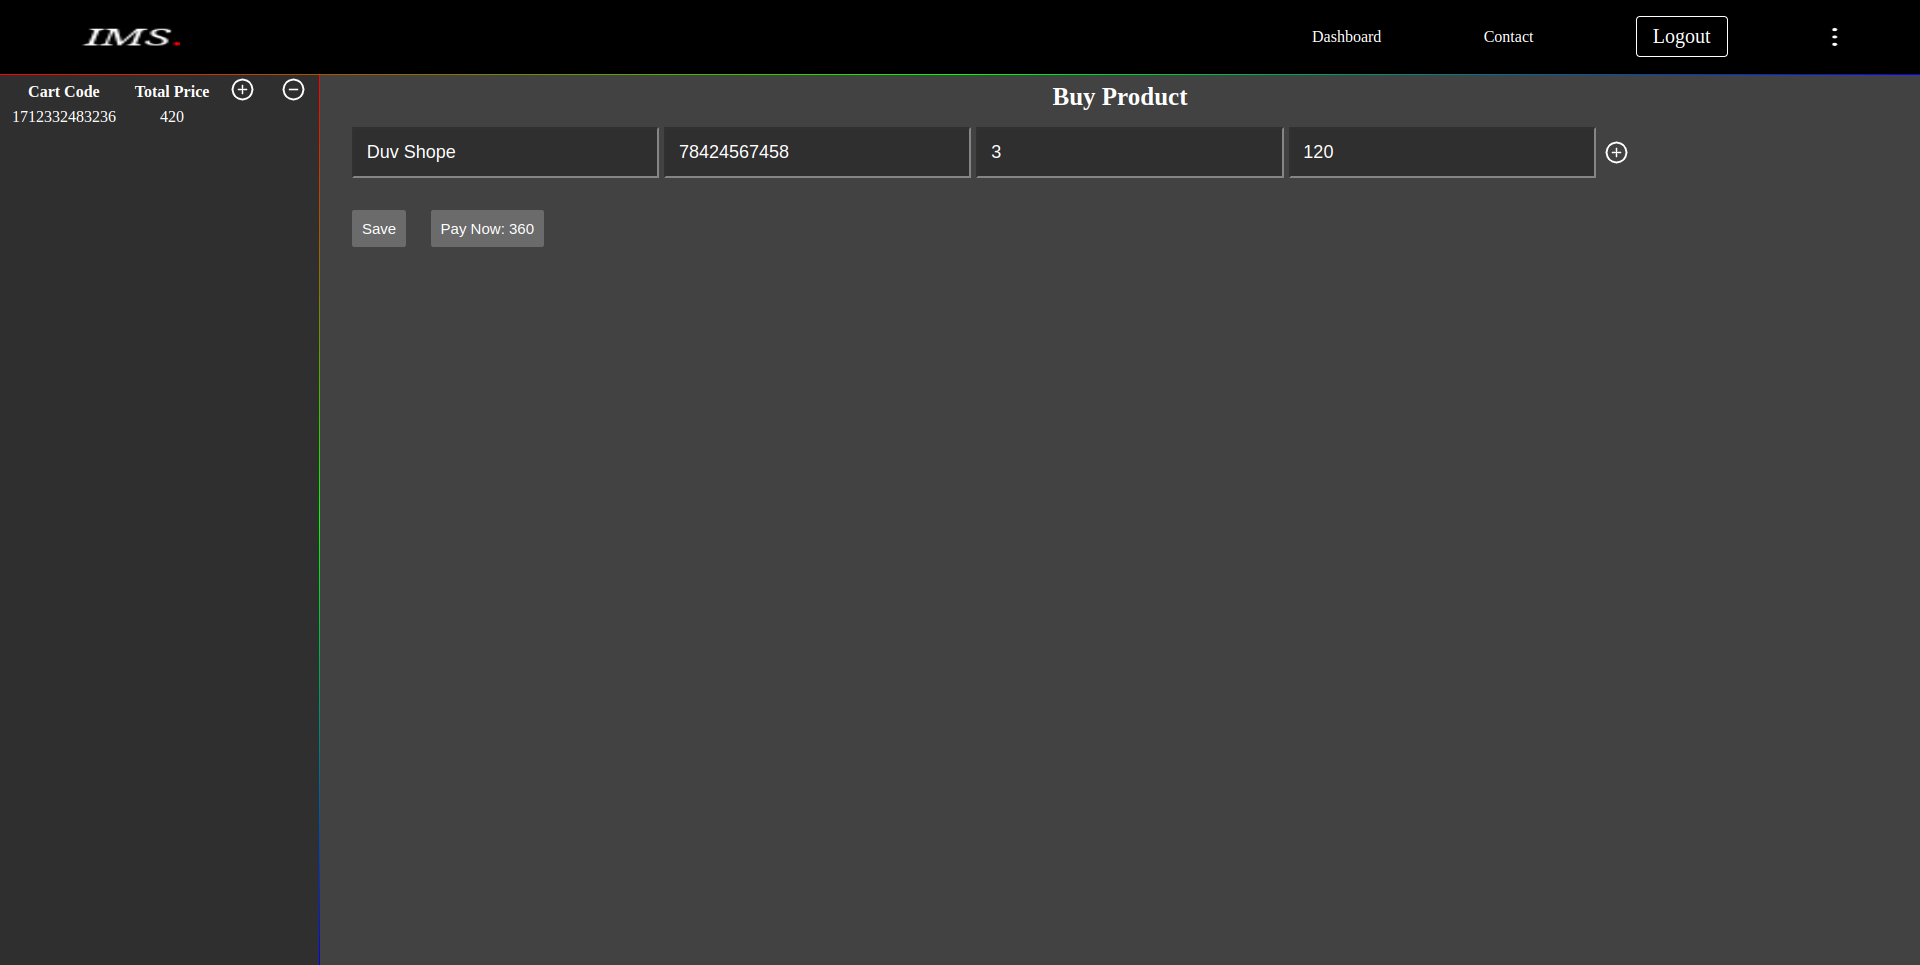 IMS.
Dashboard
Contact
Logout
Cart Code Total Price
1712332483236 420
Buy Product
Duv Shope 78424567458 3 120
Save Pay Now: 360